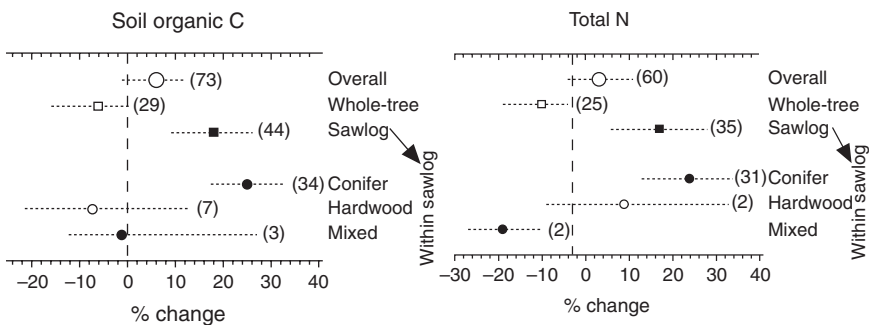 Soil organic C
(73) Overall
(29) Whole-tree
(44) Sawlog
(34) Conifer
(7) Hardwood
(3) Mixed
Within sawlog
−20 −10 0 10 20 30 40
% change
Total N
(60) Overall
(25) Whole-tree
(35) Sawlog
(31) Conifer
(2) Hardwood
(2) Mixed
Within sawlog
−30 −20 −10 0 10 20 30 40
% change